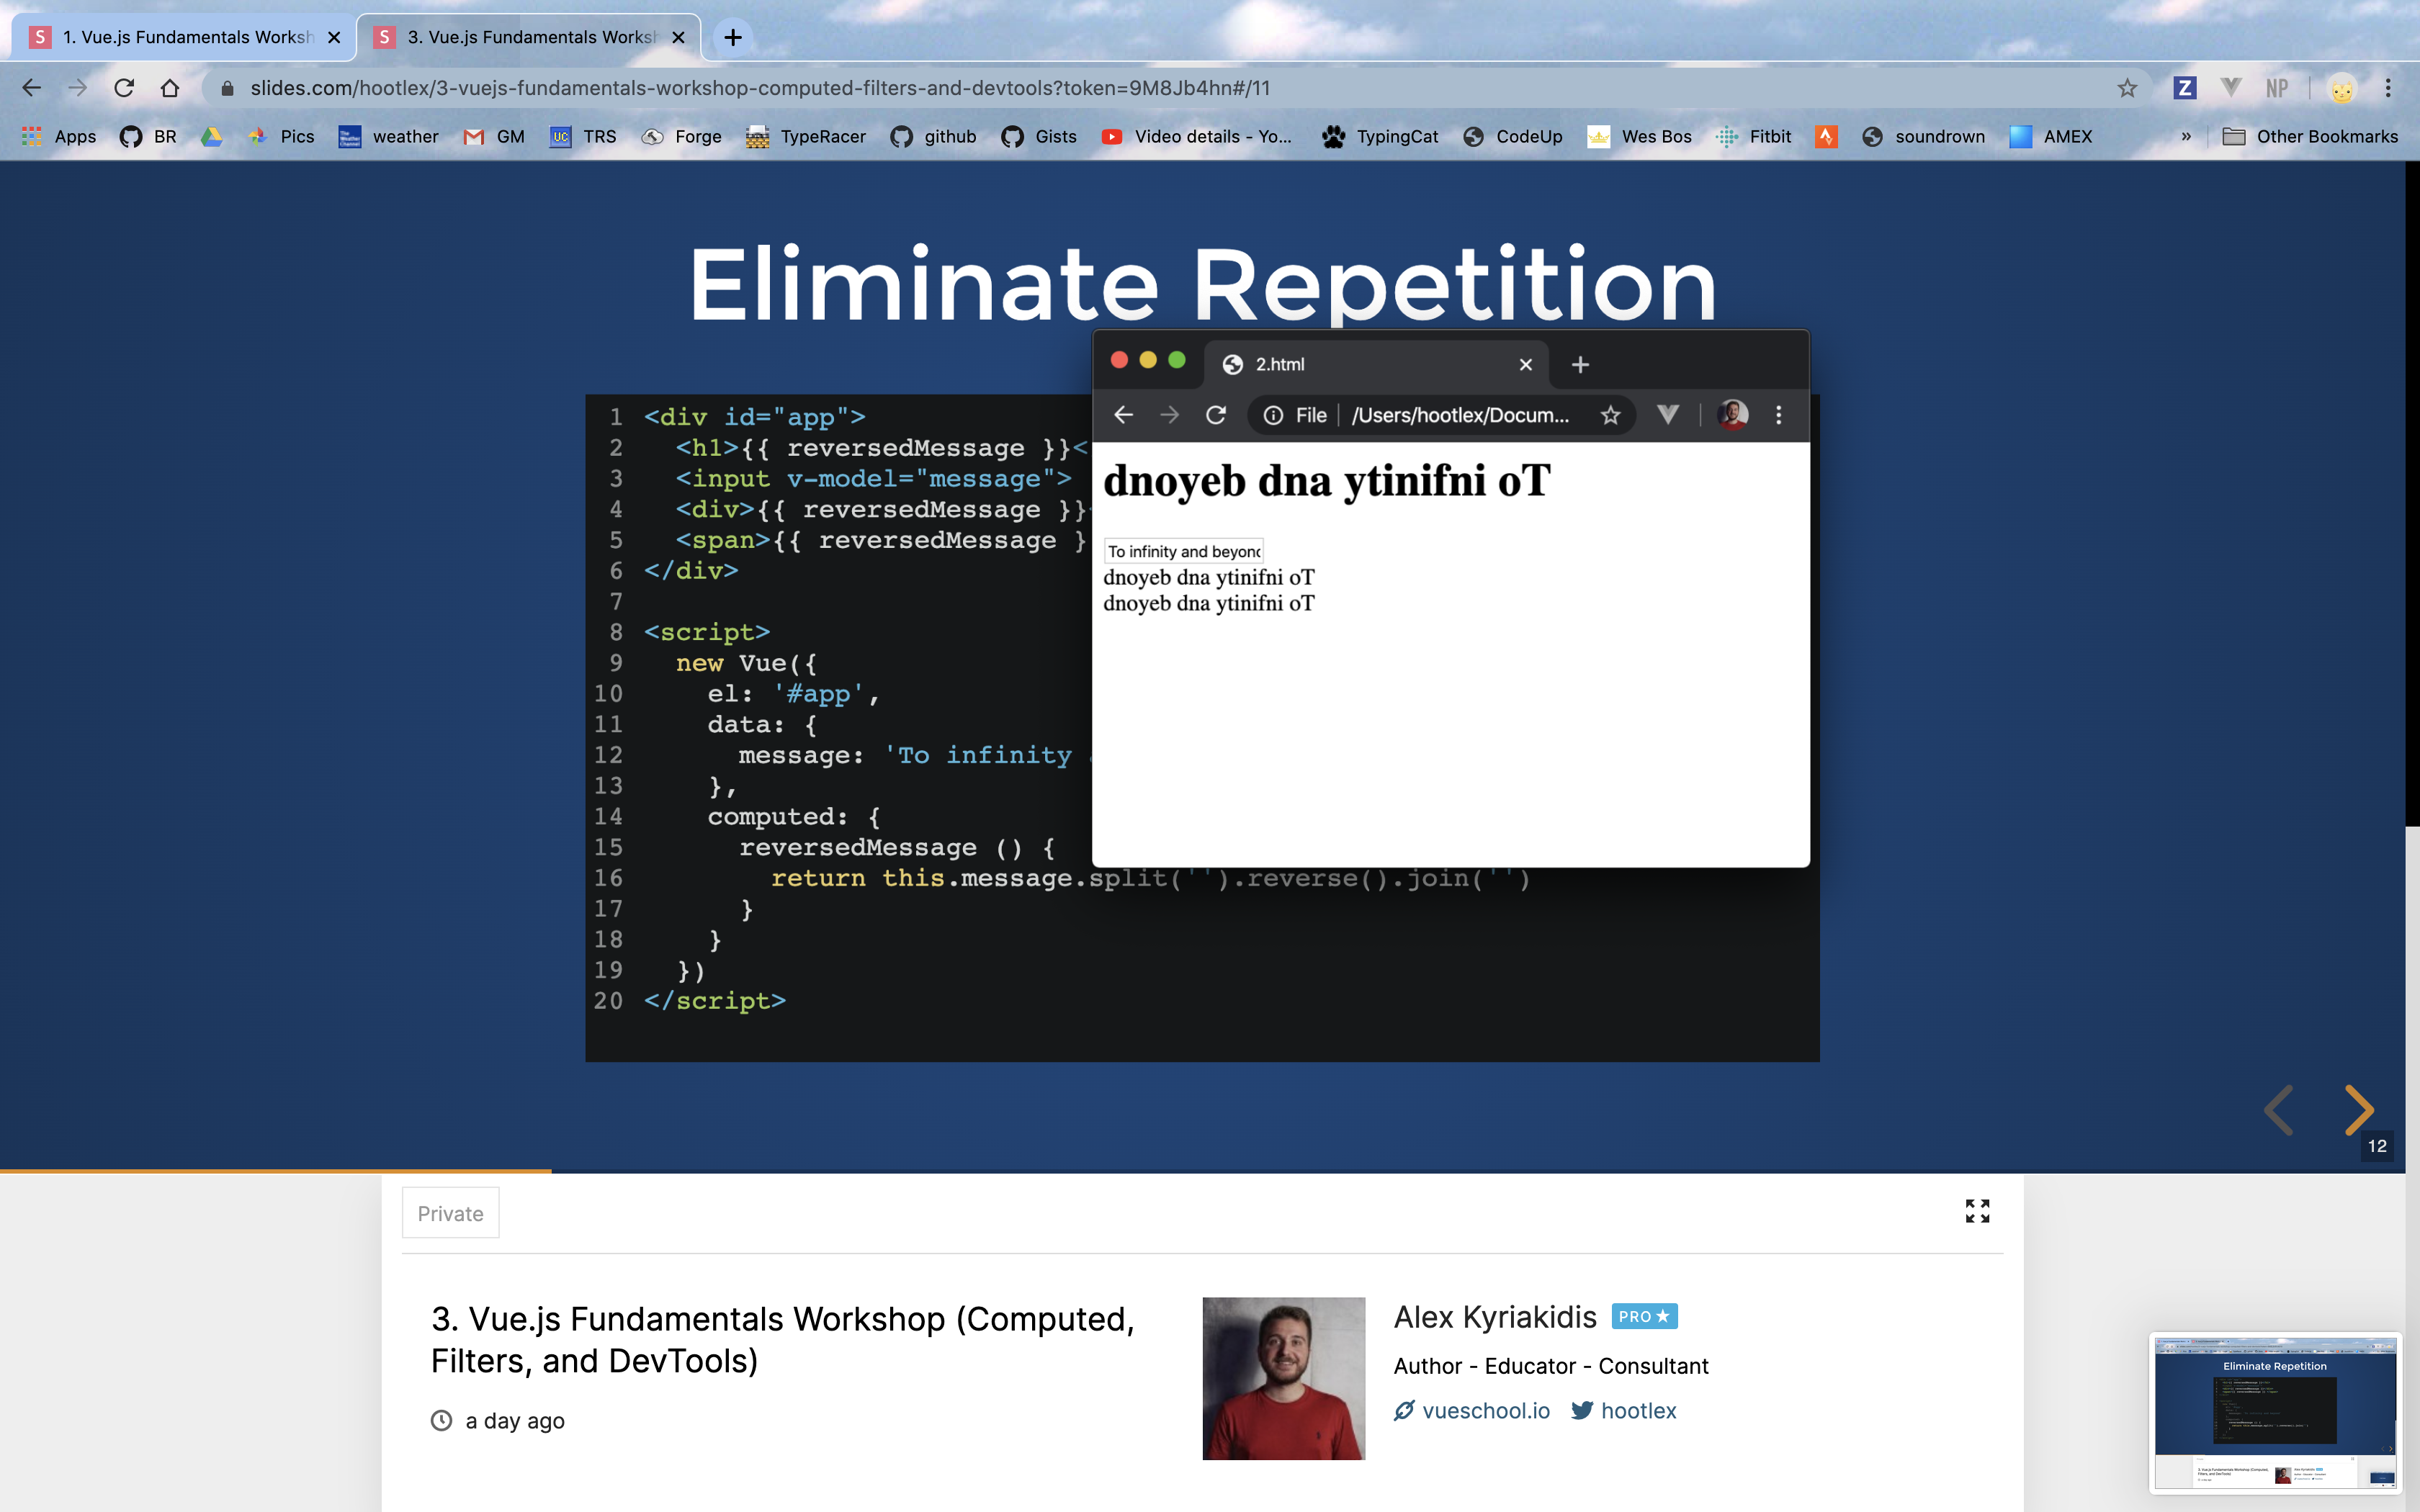 1. Vue.js Fundamentals Worksh
3. Vue.js Fundamentals Works
slides.com/hootlex/3-vuejs-fundamentals-workshop-computed-filters-and-devtools?token=9M8Jb4hn#/11
Z NP
Apps BR Pics weather GM UC TRS Forge TypeRacer github Gists Video details - Yo... TypingCat CodeUp Wes Bos Fitbit soundrown AMEX » Other Bookmarks
Eliminate Repetition
2.html
File /Users/hootlex/Docum...
dnoyeb dna ytinifni oT
To infinity and beyond
dnoyeb dna ytinifni oT
dnoyeb dna ytinifni oT
1 <div id="app">
2 <h1>{{ reversedMessage }}<
3 <input v-model="message">
4 <div>{{ reversedMessage }}
5 <span>{{ reversedMessage }
6 </div>
7
8 <script>
9 new Vue({
10 el: '#app',
11 data: {
12 message: 'To infinity
13 },
14 computed: {
15 reversedMessage () {
16 return this.message.split('').reverse().join('')
17 }
18 }
19 })
20 </script>
12
Private
3. Vue.js Fundamentals Workshop (Computed,
Filters, and DevTools)
a day ago
Alex Kyriakidis PRO
Author - Educator - Consultant
vueschool.io hootlex
Eliminate Repetition